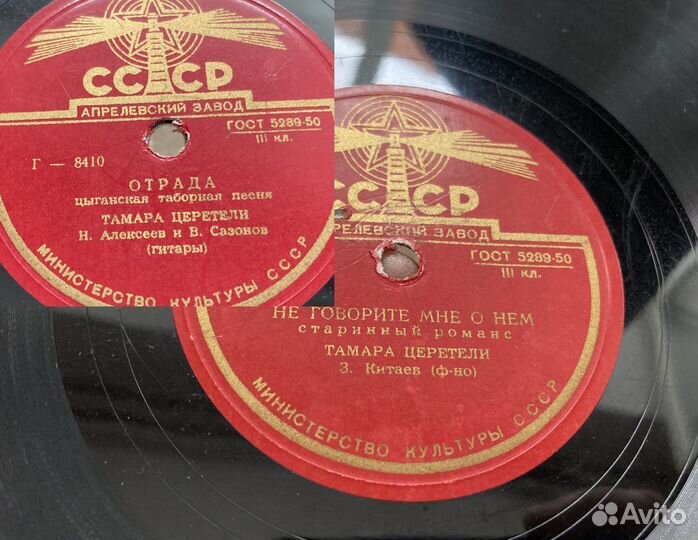 СССР
АПРЕЛЕВСКИЙ ЗАВОД
ГОСТ 5289-50
III кл.
Г — 8410
ОТРАДА
цыганская таборная песня
ТАМАРА ЦЕРЕТЕЛИ
Н. Алексеев и В. Сазонов
(гитары)
МИНИСТЕРСТВО КУЛЬТУРЫ СССР
СССР
ПРЕЛЕВСКИЙ ЗАВОД
ГОСТ 5289-50
III кл.
НЕ ГОВОРИТЕ МНЕ О НЕМ
старинный романс
ТАМАРА ЦЕРЕТЕЛИ
З. Китаев (ф-но)
МИНИСТЕРСТВО КУЛЬТУРЫ СССР
Avito